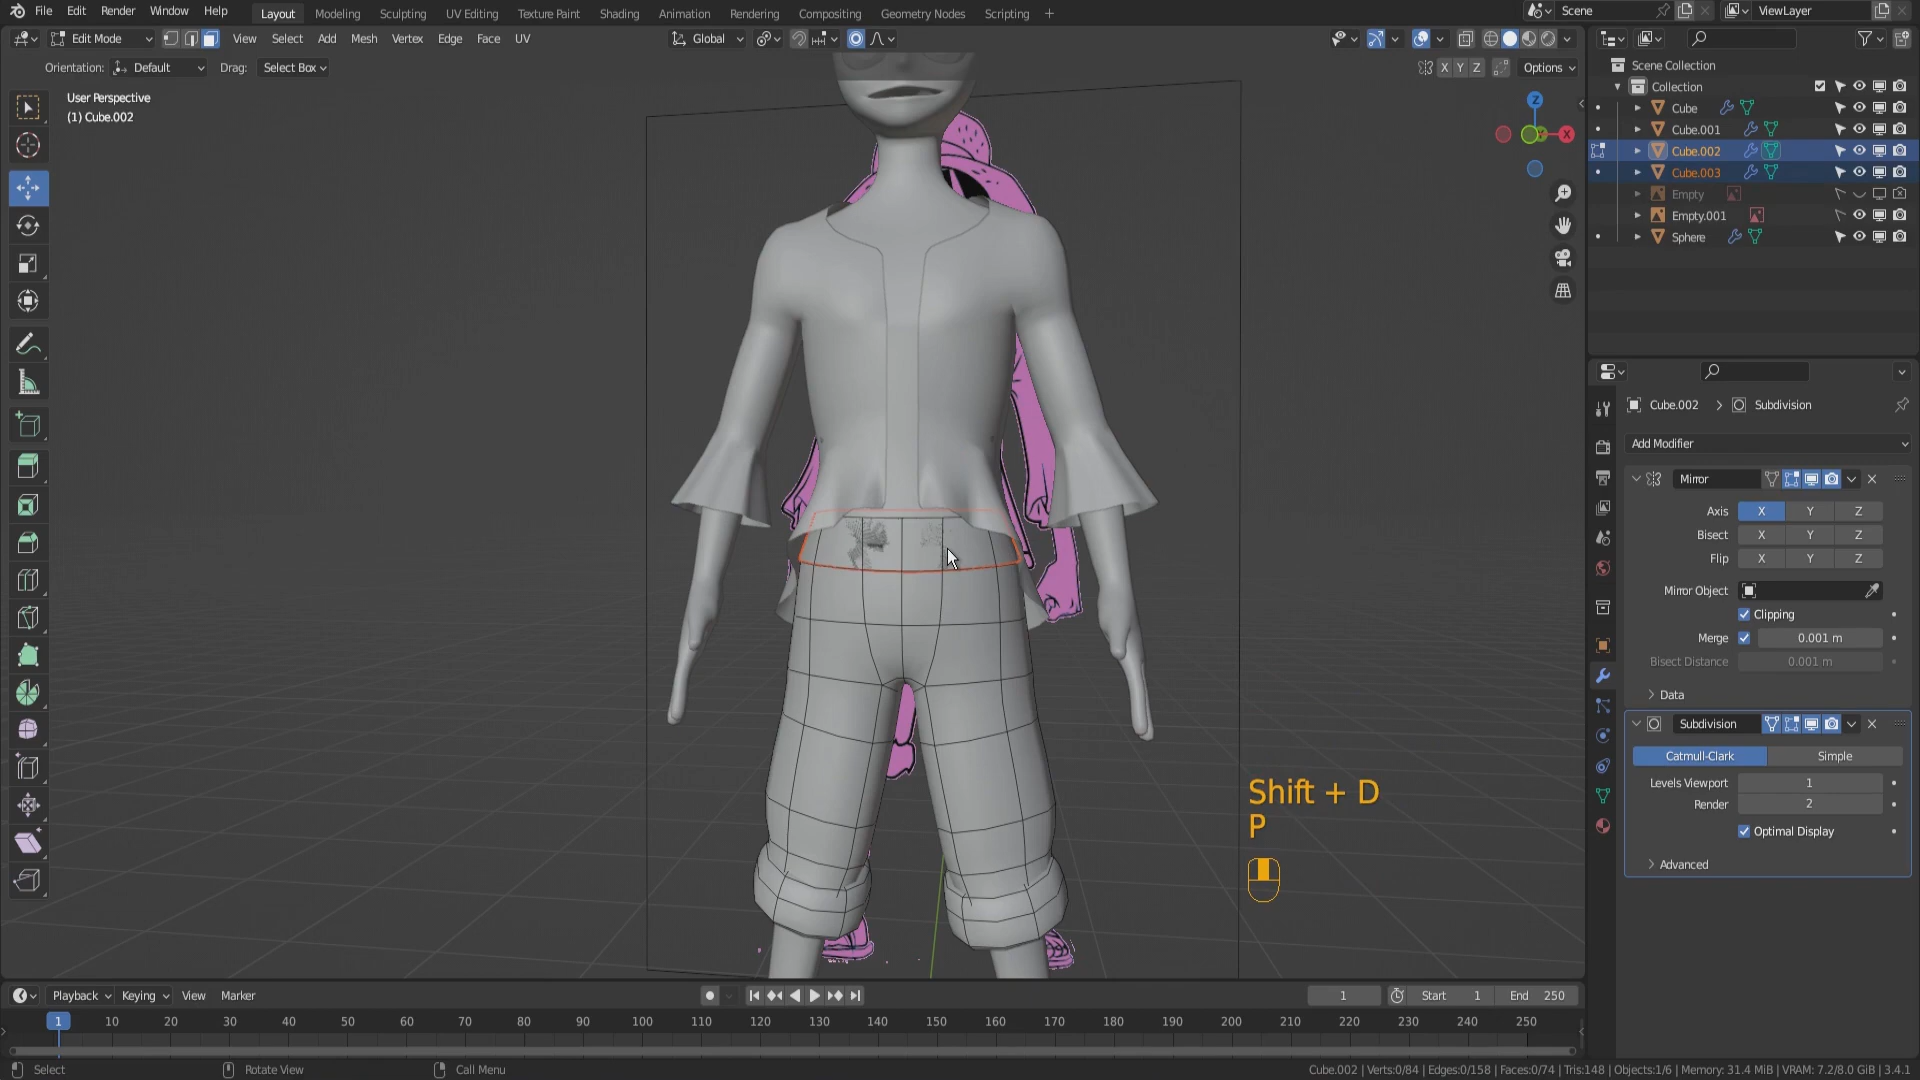 File Edit Render Window Help Layout Modeling Sculpting UV Editing Texture Paint Shading Animation Rendering Compositing Geometry Nodes Scripting + Scene ViewLayer
Edit Mode View Select Add Mesh Vertex Edge Face UV Global
Orientation: Default Drag: Select Box X Y Z Options
User Perspective
(1) Cube.002
Z
X
Scene Collection
Collection
Cube
Cube.001
Cube.002
Cube.003
Empty
Empty.001
Sphere
Cube.002 > Subdivision
Add Modifier
Mirror
Axis X Y Z
Bisect X Y Z
Flip X Y Z
Mirror Object
Clipping
Merge 0.001 m
Bisect Distance 0.001 m
Data
Subdivision
Catmull-Clark Simple
Levels Viewport 1
Render 2
Optimal Display
Advanced
Shift + D
P
Playback Keying View Marker 1 Start 1 End 250
1 10 20 30 40 50 60 70 80 90 100 110 120 130 140 150 160 170 180 190 200 210 220 230 240 250
Select Rotate View Call Menu Cube.002 | Verts:0/84 | Edges:0/158 | Faces:0/74 | Tris:148 | Objects:1/6 | Memory: 31.4 MiB | VRAM: 7.2/8.0 GiB | 3.4.1